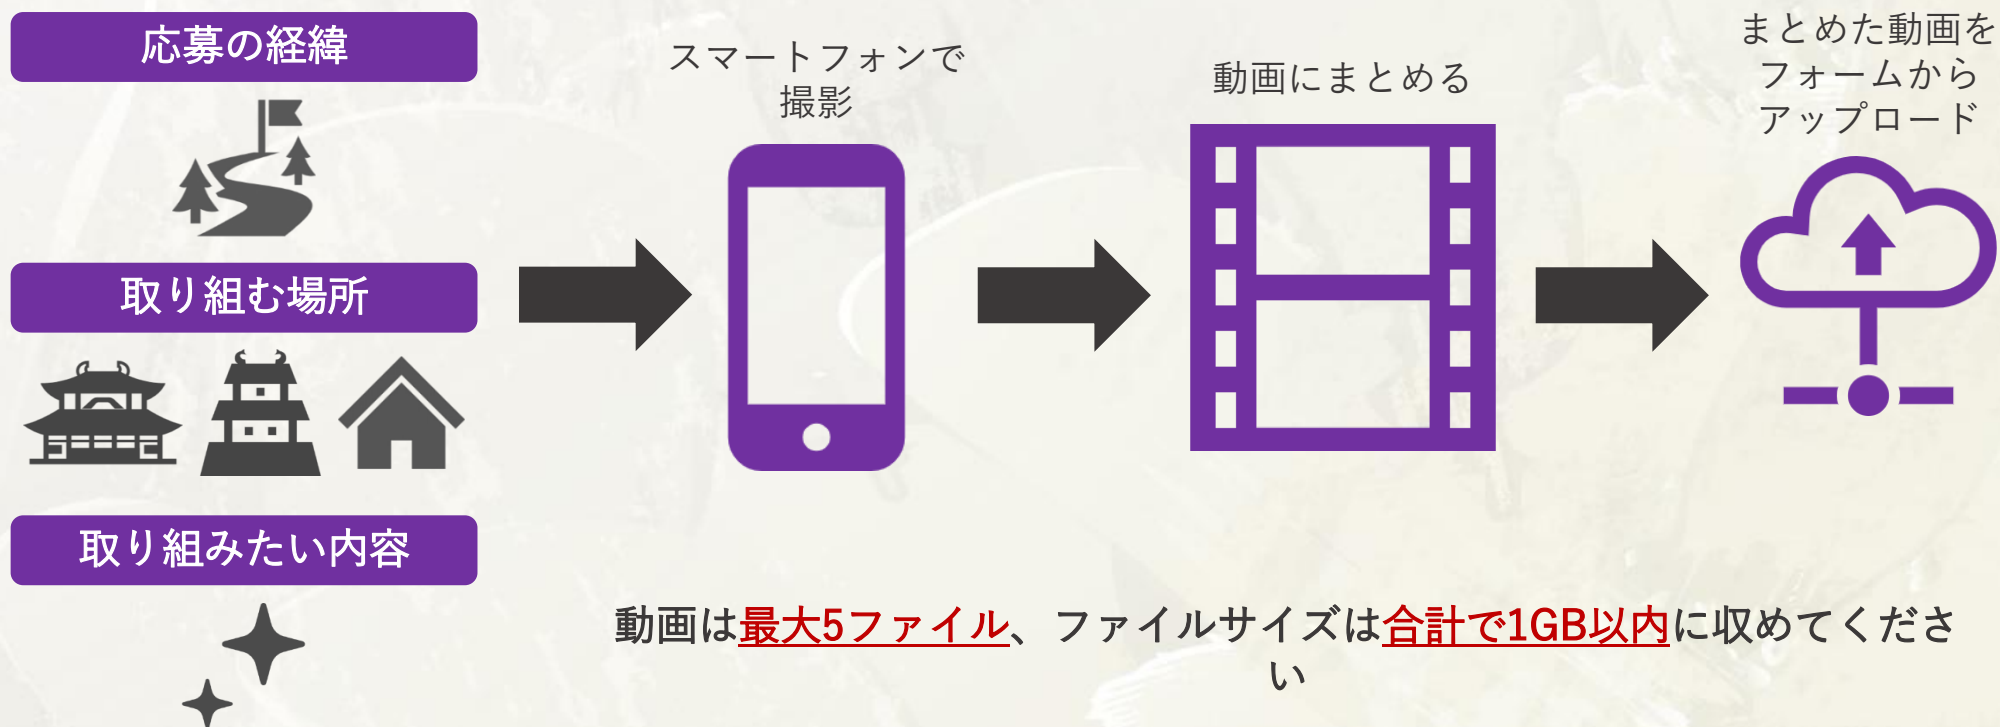 応募の経緯
取り組む場所
取り組みたい内容
スマートフォンで
撮影
動画にまとめる
まとめた動画を
フォームから
アップロード
動画は最大5ファイル、ファイルサイズは合計で1GB以内に収めてくださ
い